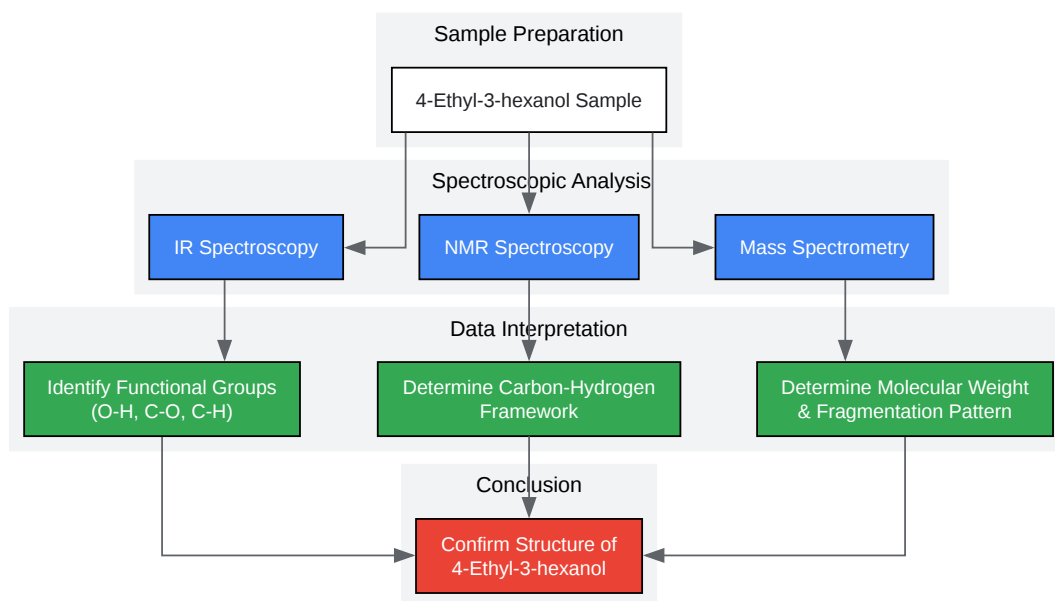 Sample Preparation
4-Ethyl-3-hexanol Sample
Spectroscopic Analysis
IR Spectroscopy
NMR Spectroscopy
Mass Spectrometry
Data Interpretation
Identify Functional Groups
(O-H, C-O, C-H)
Determine Carbon-Hydrogen
Framework
Determine Molecular Weight
& Fragmentation Pattern
Conclusion
Confirm Structure of
4-Ethyl-3-hexanol